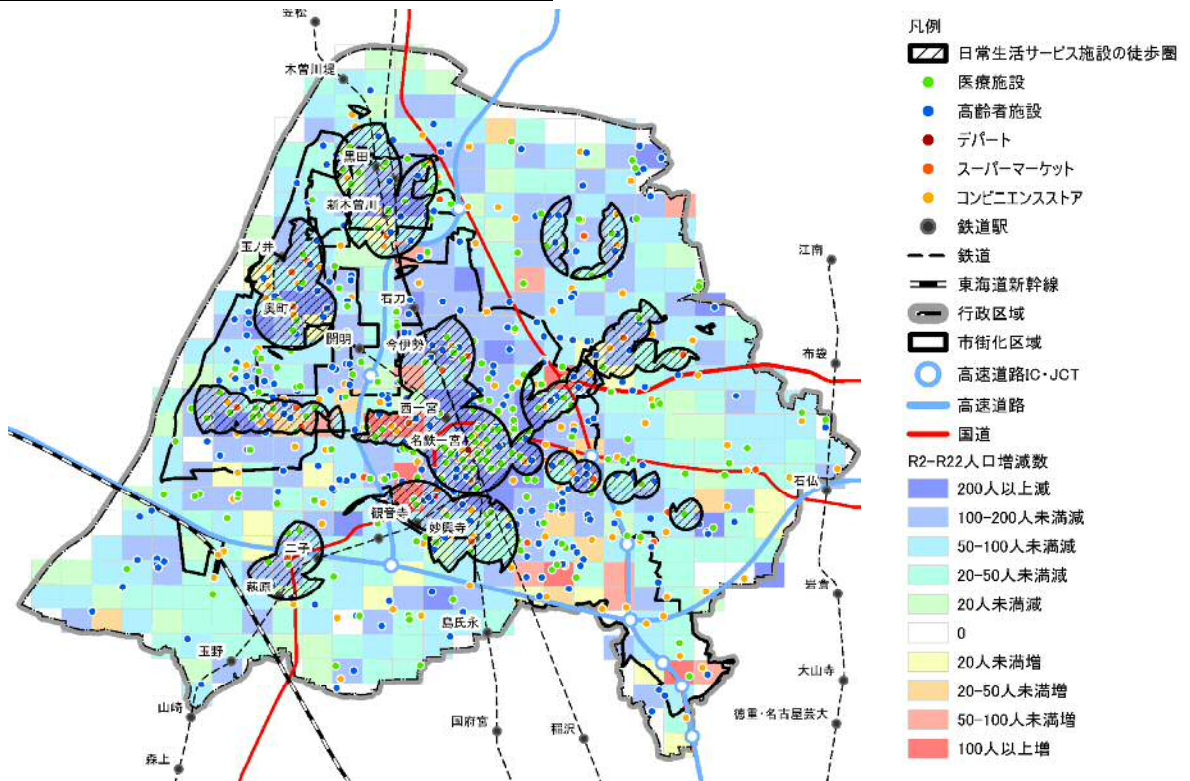 笠松
木曽川堤
黒田
新木曽川
玉ノ井
奥町
石刀
開明
今伊勢
西一宮
名鉄一宮
観音寺
妙興寺
二子
萩原
島氏永
玉野
山崎
森上
国府宮
稲沢
江南
布袋
石仏
岩倉
大山寺
徳重・名古屋芸大
凡例
日常生活サービス施設の徒歩圏
医療施設
高齢者施設
デパート
スーパーマーケット
コンビニエンスストア
鉄道駅
鉄道
東海道新幹線
行政区域
市街化区域
高速道路IC・JCT
高速道路
国道
R2-R22人口増減数
200人以上減
100-200人未満減
50-100人未満減
20-50人未満減
20人未満減
0
20人未満増
20-50人未満増
50-100人未満増
100人以上増